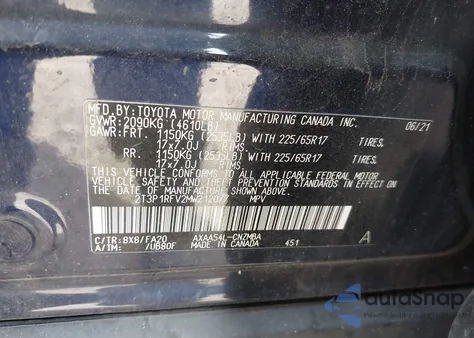 MFD. BY: TOYOTA MOTOR MANUFACTURING CANADA INC.
GVWR: 2090KG (4610LB) 06/21
GAWR: FRT. 1150KG (2535LB) WITH 225/65R17 TIRES.
17x7.0J RIMS.
RR. 1150KG (2535LB) WITH 225/65R17 TIRES.
17x7.0J RIMS.
THIS VEHICLE CONFORMS TO ALL APPLICABLE FEDERAL MOTOR
VEHICLE SAFETY AND THEFT PREVENTION STANDARDS IN EFFECT
ON THE DATE OF MANUFACTURE SHOWN ABOVE.
2T3P1RFV2MW212077 MPV
C/TR: 8X8/FA20 AXAA54L-CNZMBA A
A/TM: /UB80F MADE IN CANADA 451
autoSnap